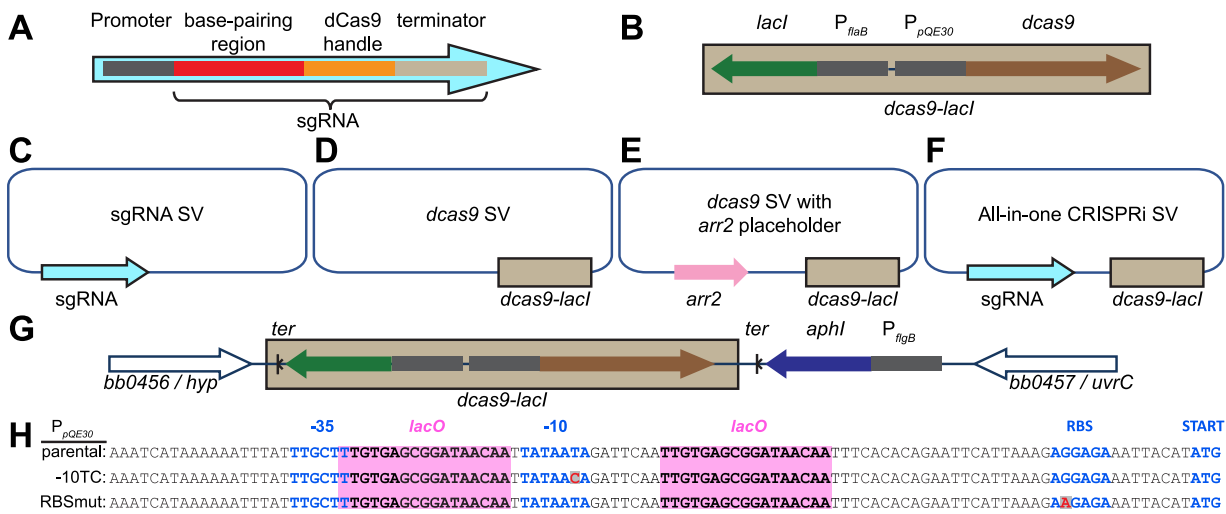 A
Promoter base-pairing region dCas9 handle terminator
sgRNA
B
lacI PflaB PpQE30 dcas9
dcas9-lacI
C
sgRNA SV
sgRNA
D
dcas9 SV
dcas9-lacI
E
dcas9 SV with
arr2 placeholder
arr2 dcas9-lacI
F
All-in-one CRISPRi SV
sgRNA dcas9-lacI
G
ter ter aphI PflgB
bb0456 / hyp dcas9-lacI bb0457 / uvrC
H
PpQE30 -35 lacO -10 lacO RBS START
parental: AAATCATAAAAAATTTATTTGCTTTGTGAGCGGATAACAATTATAATAGATTCAATTGTGAGCGGATAACAATTTCACACAGAATTCATTAAAGAGGAGAAATTACATATG
-10TC: AAATCATAAAAAATTTATTTGCTTTGTGAGCGGATAACAATTATAACAGATTCAATTGTGAGCGGATAACAATTTCACACAGAATTCATTAAAGAGGAGAAATTACATATG
RBSmut: AAATCATAAAAAATTTATTTGCTTTGTGAGCGGATAACAATTATAATAGATTCAATTGTGAGCGGATAACAATTTCACACAGAATTCATTAAAGAAGAGAAATTACATATG